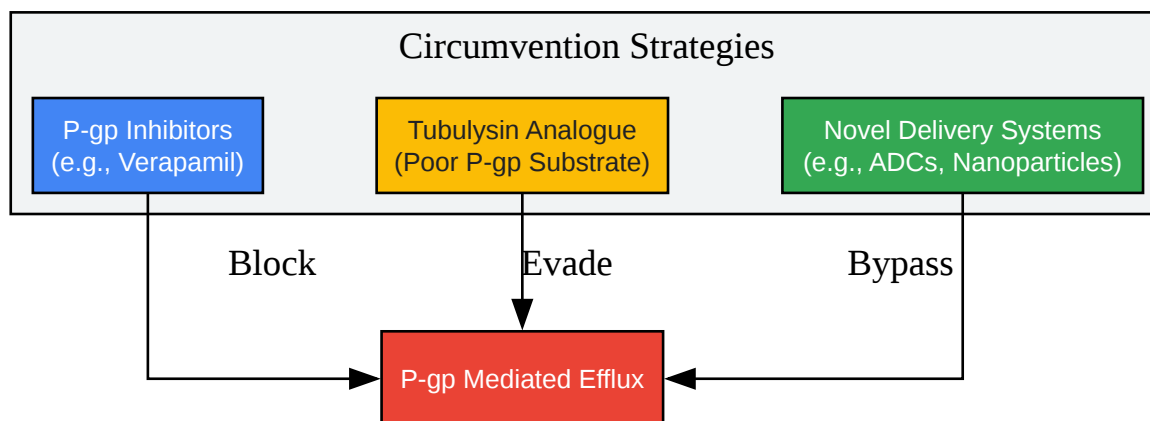 Circumvention Strategies
P-gp Inhibitors
(e.g., Verapamil)
Tubulysin Analogue
(Poor P-gp Substrate)
Novel Delivery Systems
(e.g., ADCs, Nanoparticles)
Block
Evade
Bypass
P-gp Mediated Efflux